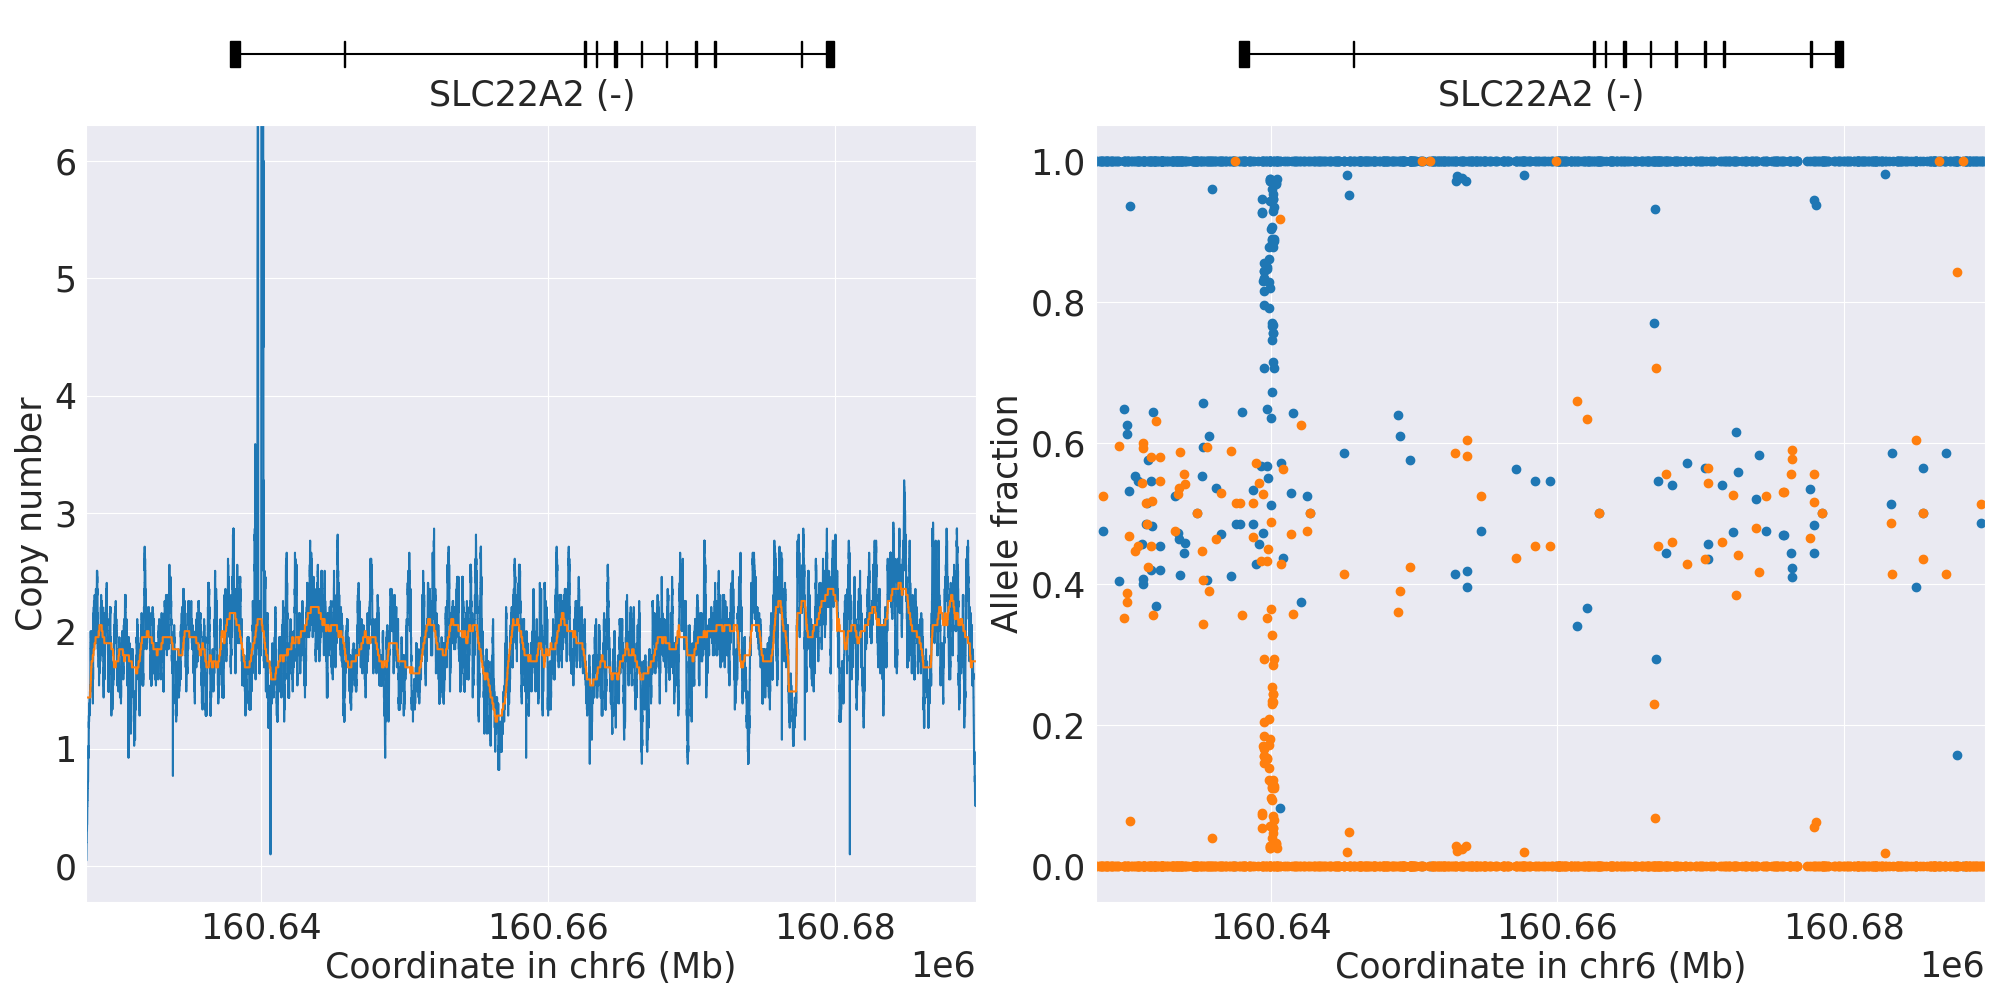 SLC22A2 (-)
6
5
4
3
2
1
0
Copy number
160.64 160.66 160.68
Coordinate in chr6 (Mb) 1e6
SLC22A2 (-)
1.0
0.8
0.6
0.4
0.2
0.0
Allele fraction
160.64 160.66 160.68
Coordinate in chr6 (Mb) 1e6